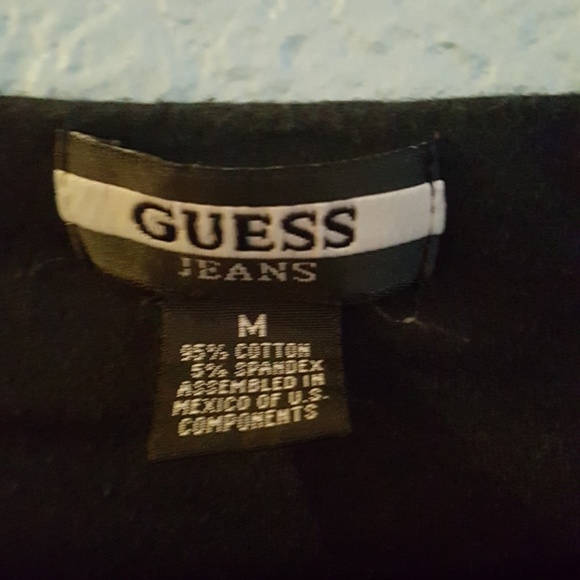 GUESS
JEANS
M
95% COTTON
5% SPANDEX
ASSEMBLED IN
MEXICO OF U.S.
COMPONENTS